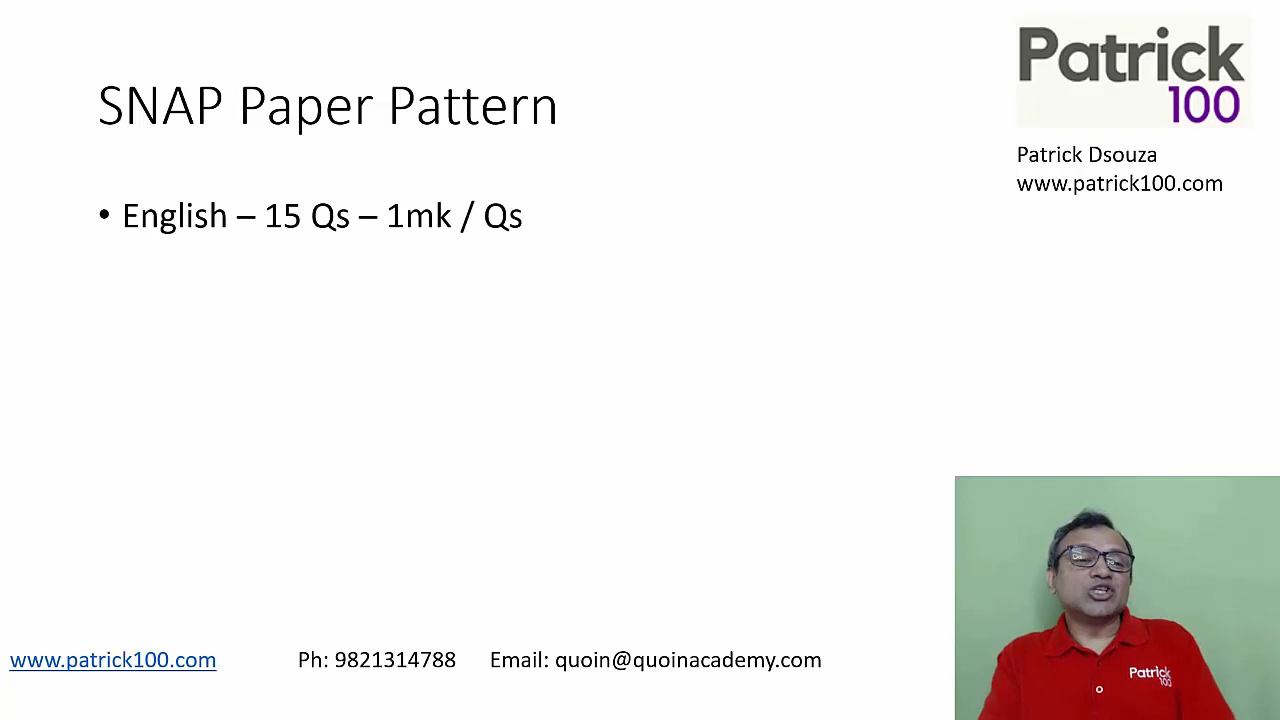 Patrick
100
SNAP Paper Pattern
Patrick Dsouza
www.patrick100.com
• English – 15 Qs – 1mk / Qs
www.patrick100.com Ph: 9821314788 Email: quoin@quoinacademy.com
Patrick
100